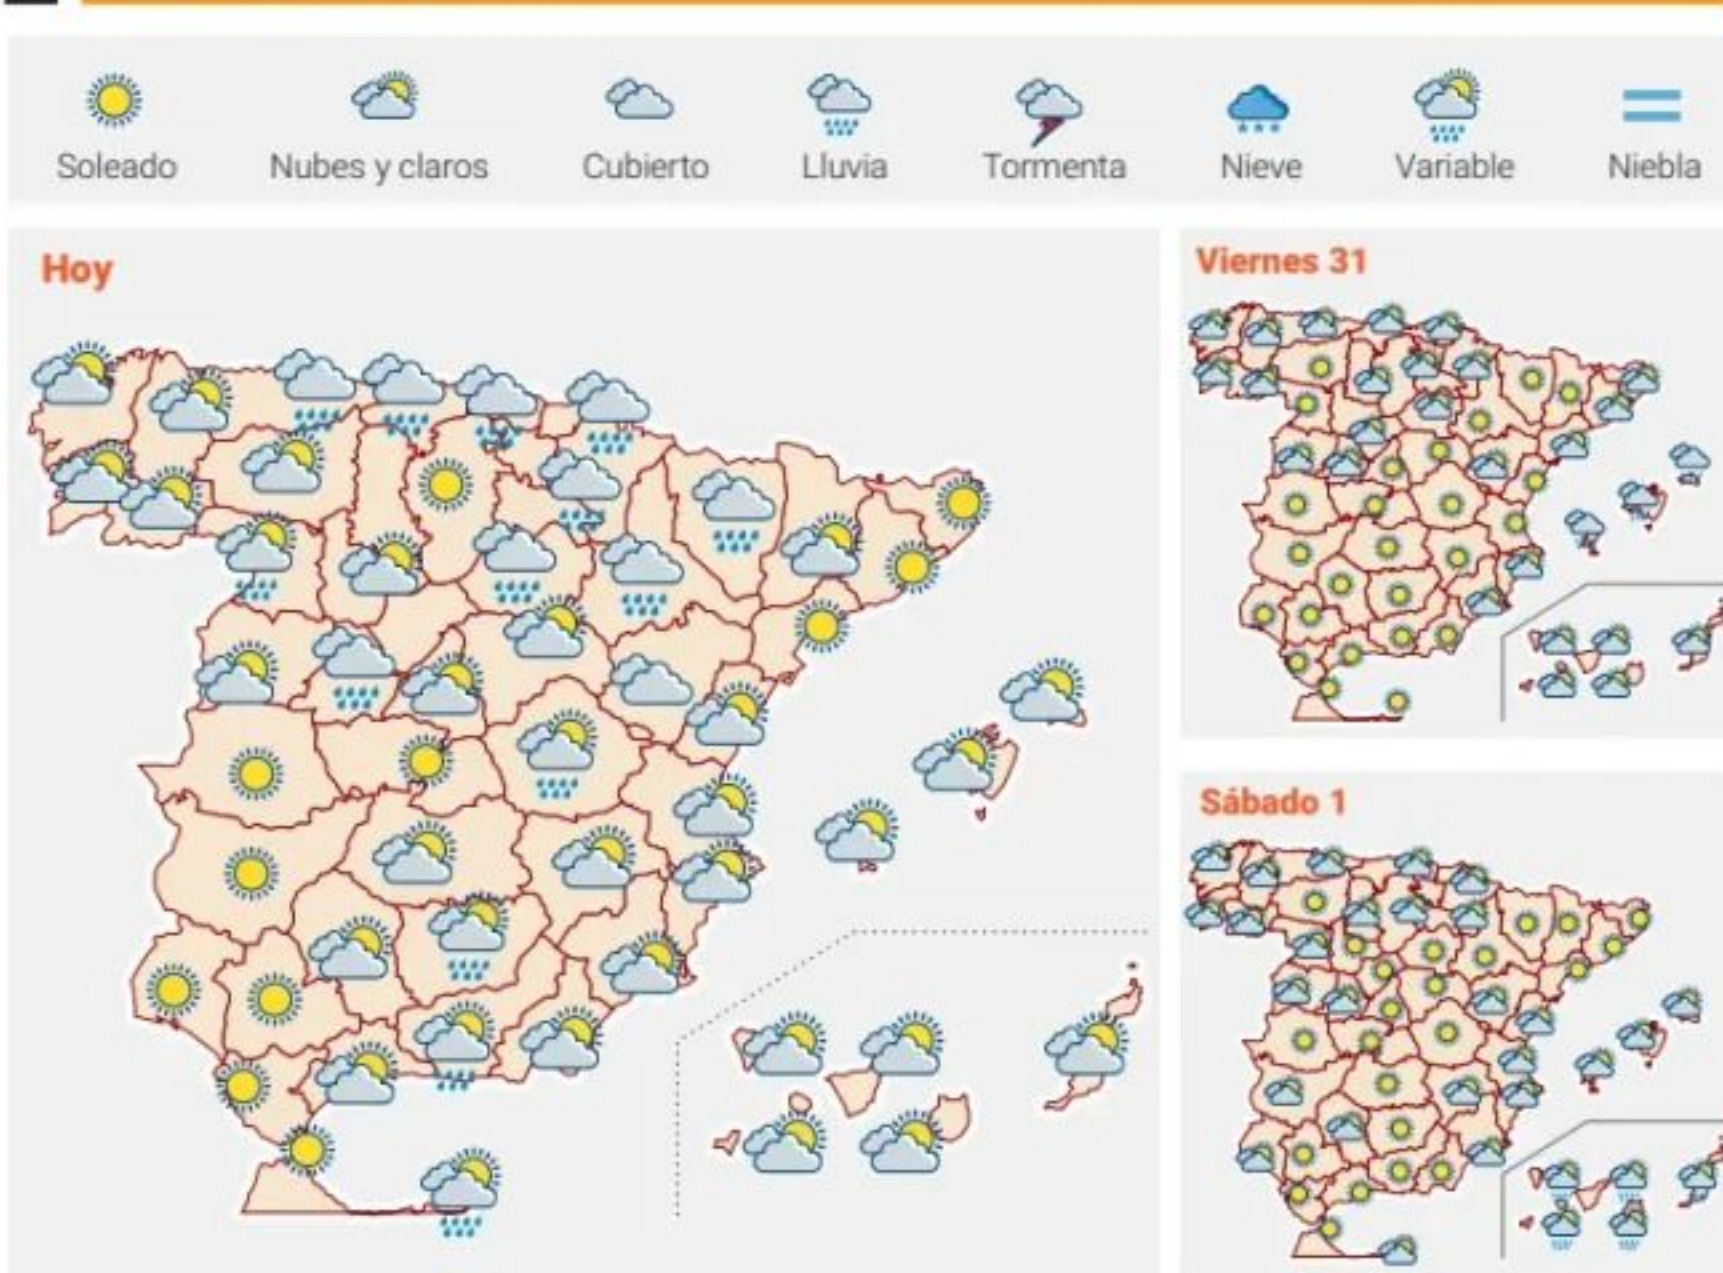 Soleado
Nubes y claros
Cubierto
Lluvia
Tormenta
Nieve
Variable
Niebla
Hoy
Viernes 31
Sábado 1